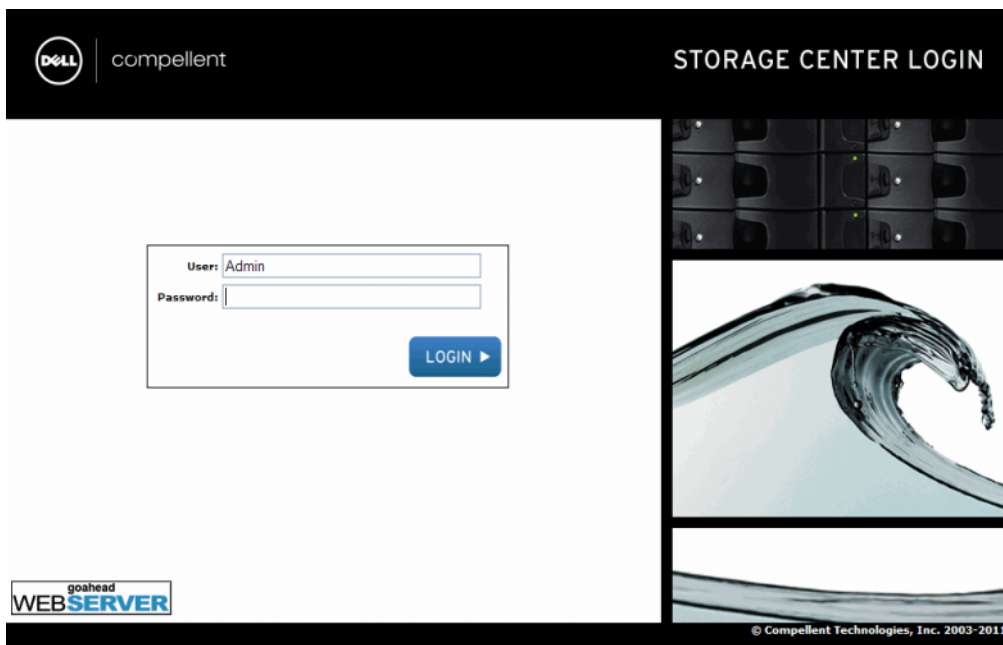 DELL compellent
STORAGE CENTER LOGIN
User: Admin
Password:
LOGIN
goahead
WEBSERVER
© Compellent Technologies, Inc. 2003-2011